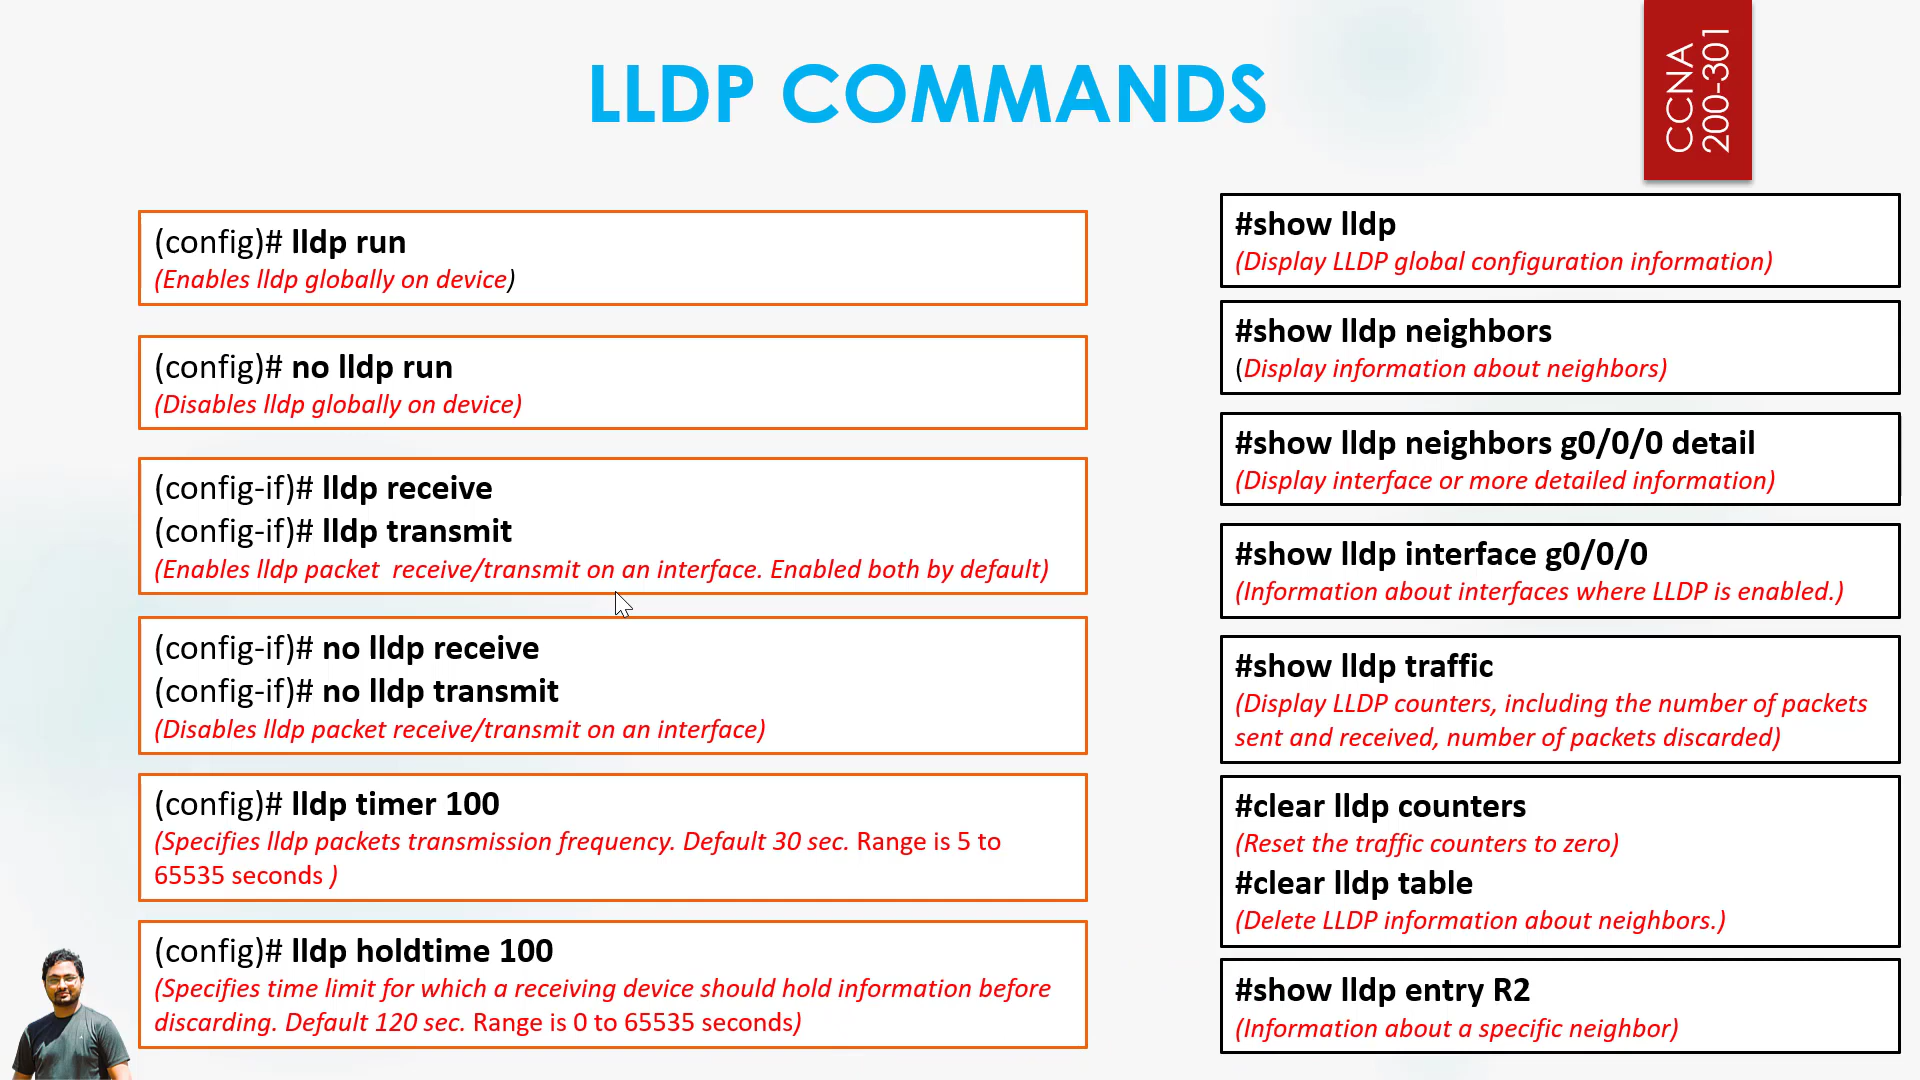 LLDP COMMANDS
CCNA
200-301
(config)# lldp run
(Enables lldp globally on device)
(config)# no lldp run
(Disables lldp globally on device)
(config-if)# lldp receive
(config-if)# lldp transmit
(Enables lldp packet  receive/transmit on an interface. Enabled both by default)
(config-if)# no lldp receive
(config-if)# no lldp transmit
(Disables lldp packet receive/transmit on an interface)
(config)# lldp timer 100
(Specifies lldp packets transmission frequency. Default 30 sec. Range is 5 to
65535 seconds )
(config)# lldp holdtime 100
(Specifies time limit for which a receiving device should hold information before
discarding. Default 120 sec. Range is 0 to 65535 seconds)
#show lldp
(Display LLDP global configuration information)
#show lldp neighbors
(Display information about neighbors)
#show lldp neighbors g0/0/0 detail
(Display interface or more detailed information)
#show lldp interface g0/0/0
(Information about interfaces where LLDP is enabled.)
#show lldp traffic
(Display LLDP counters, including the number of packets
sent and received, number of packets discarded)
#clear lldp counters
(Reset the traffic counters to zero)
#clear lldp table
(Delete LLDP information about neighbors.)
#show lldp entry R2
(Information about a specific neighbor)